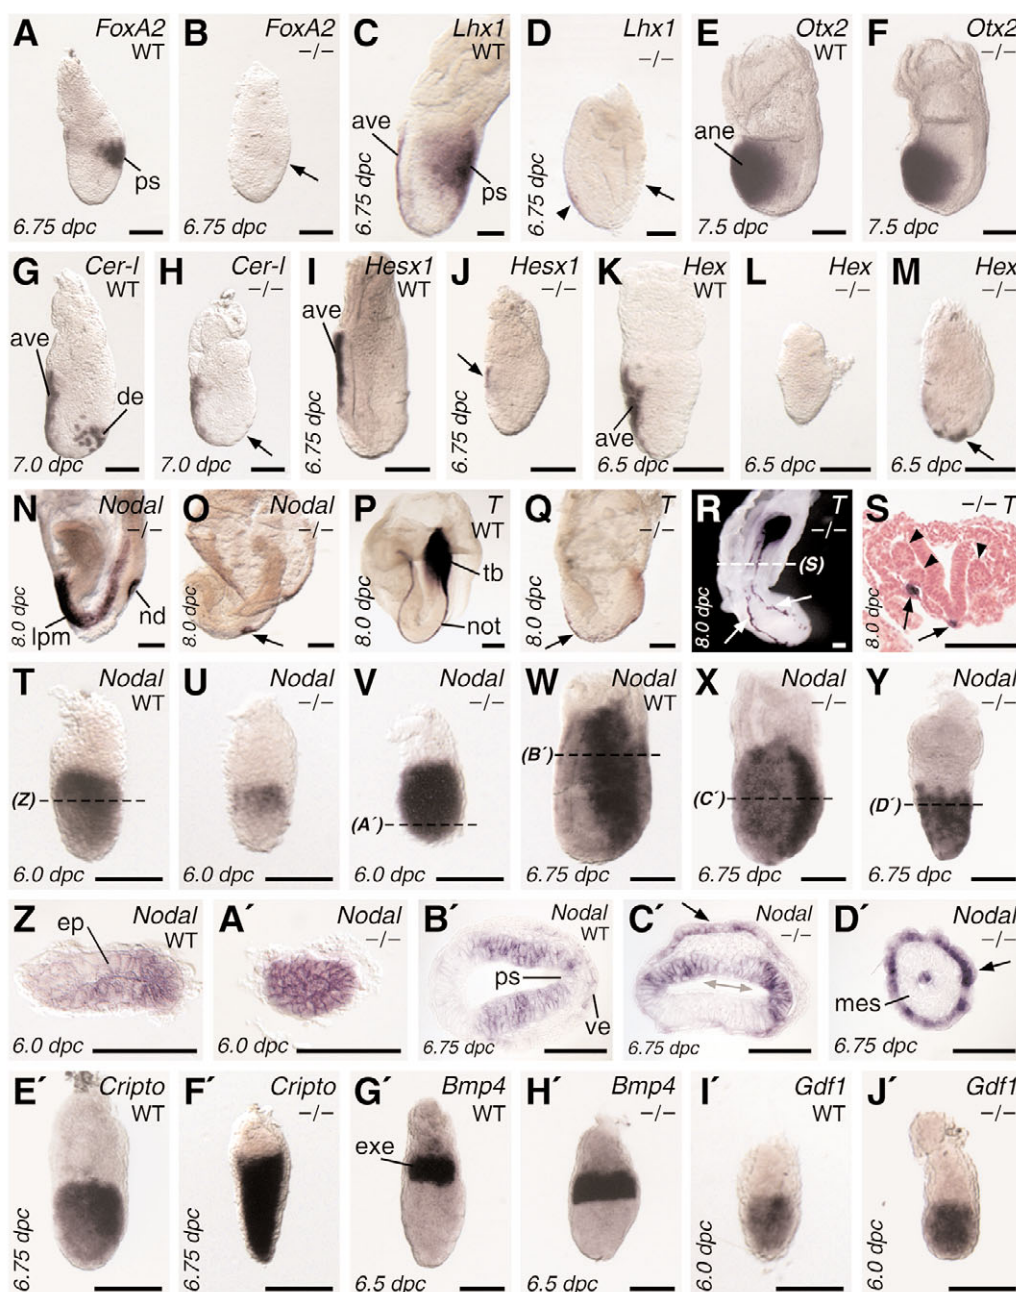 A FoxA2 WT ps 6.75 dpc
B FoxA2 −/− 6.75 dpc
C Lhx1 WT ave ps 6.75 dpc
D Lhx1 −/− 6.75 dpc
E Otx2 WT ane 7.5 dpc
F Otx2 −/− 7.5 dpc
G Cer-l WT ave de 7.0 dpc
H Cer-l −/− 7.0 dpc
I Hesx1 WT ave 6.75 dpc
J Hesx1 −/− 6.75 dpc
K Hex WT ave 6.5 dpc
L Hex −/− 6.5 dpc
M Hex −/− 6.5 dpc
N Nodal −/− lpm nd 8.0 dpc
O Nodal −/− 8.0 dpc
P T WT tb not 8.0 dpc
Q T −/− 8.0 dpc
R T −/− (S) 8.0 dpc
S −/− T 8.0 dpc
T Nodal WT (Z) 6.0 dpc
U Nodal −/− 6.0 dpc
V Nodal −/− (A´) 6.0 dpc
W Nodal WT (B´) 6.75 dpc
X Nodal −/− (C´) 6.75 dpc
Y Nodal −/− (D´) 6.75 dpc
Z Nodal WT ep 6.0 dpc
A´ Nodal −/− 6.0 dpc
B´ Nodal WT ps ve 6.75 dpc
C´ Nodal −/− 6.75 dpc
D´ Nodal −/− mes 6.75 dpc
E´ Cripto WT 6.75 dpc
F´ Cripto −/− 6.75 dpc
G´ Bmp4 WT exe 6.5 dpc
H´ Bmp4 −/− 6.5 dpc
I´ Gdf1 WT 6.0 dpc
J´ Gdf1 −/− 6.0 dpc